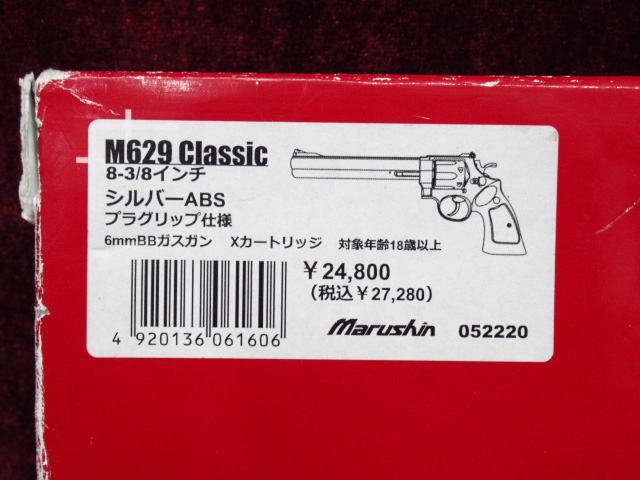 M629 Classic
8-3/8インチ
シルバーABS
プラグリップ仕様
6mmBBガスガン Xカートリッジ 対象年齢18歳以上
￥24,800
(税込￥27,280)
4 920136 061606
Marushin 052220